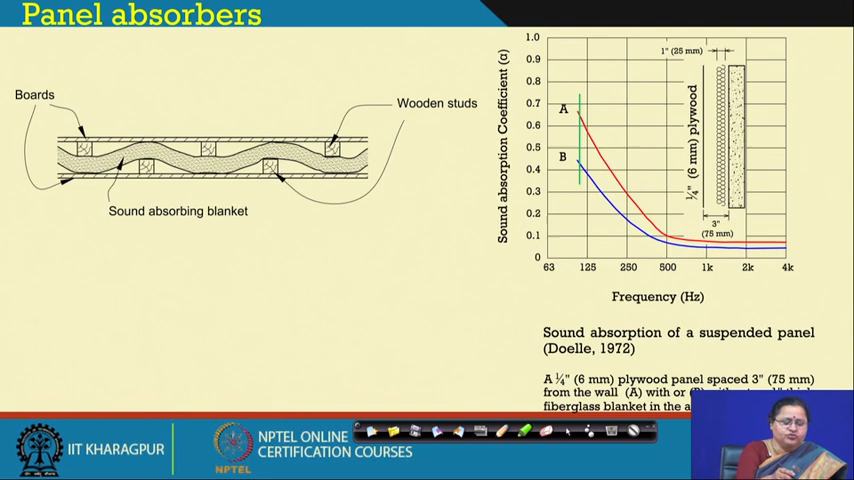 Panel absorbers
Boards
Wooden studs
Sound absorbing blanket
Sound absorption Coefficient (α)
1.0
0.9
0.8
0.7
0.6
0.5
0.4
0.3
0.2
0.1
0
A
B
1" (25 mm)
¼" (6 mm) plywood
3"
(75 mm)
63 125 250 500 1k 2k 4k
Frequency (Hz)
Sound absorption of a suspended panel
(Doelle, 1972)
A ¼" (6 mm) plywood panel spaced 3" (75 mm)
from the wall (A) with or
fiberglass blanket in the
IIT KHARAGPUR
NPTEL
NPTEL ONLINE
CERTIFICATION COURSES